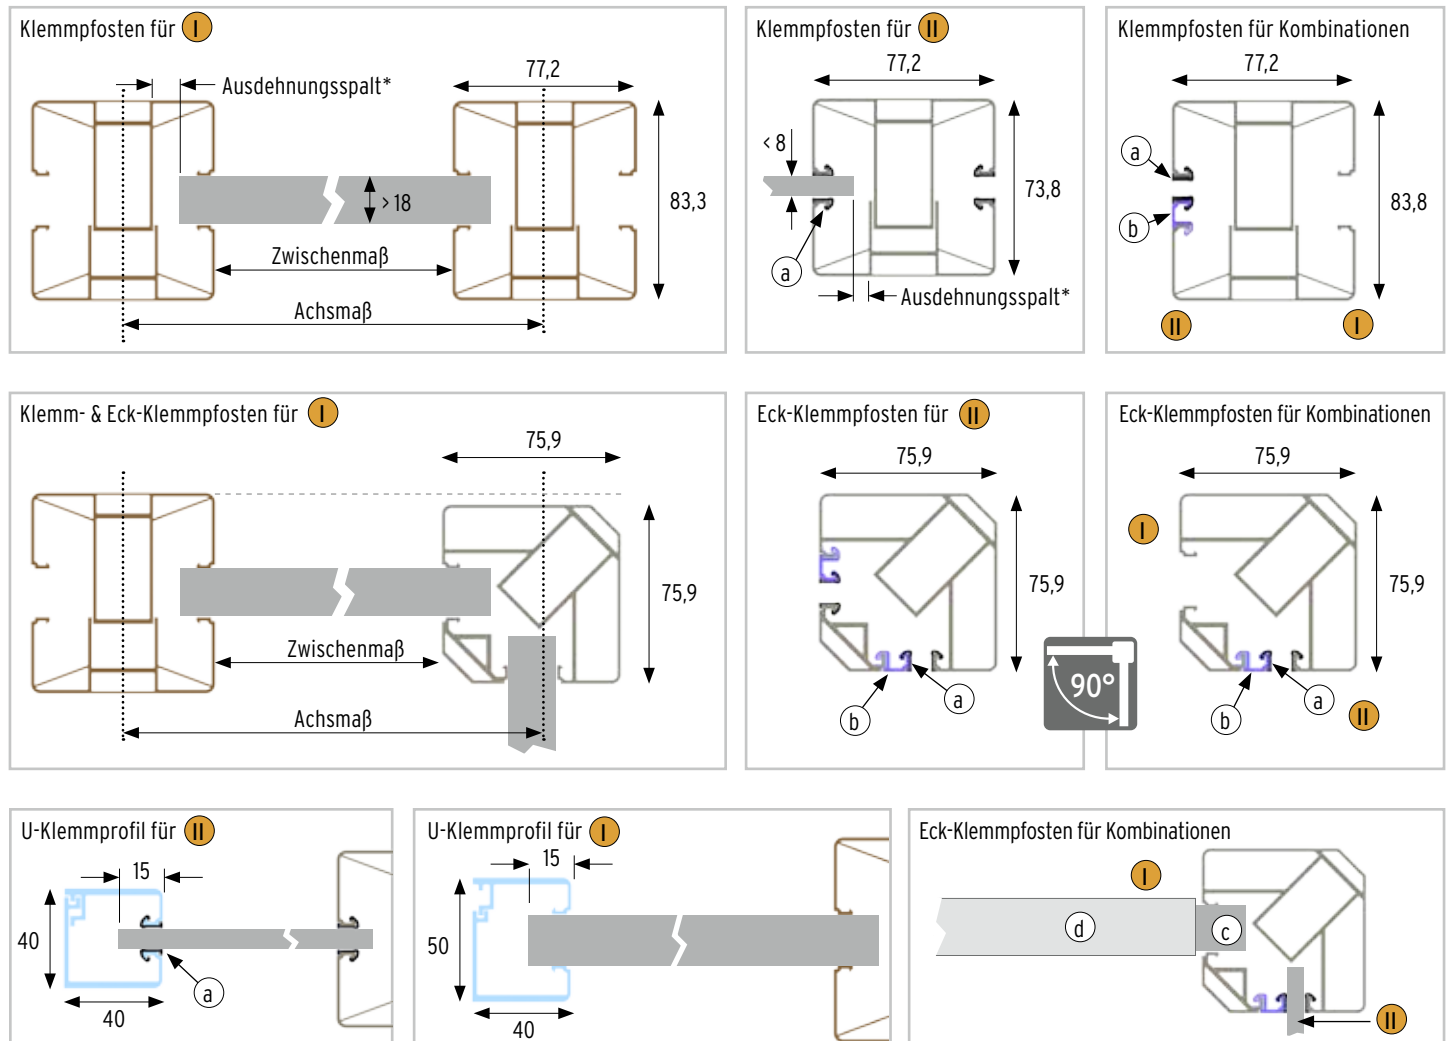 Klemmpfosten für I
Ausdehnungsspalt*
77,2
> 18
83,3
Zwischenmaß
Achsmaß
Klemmpfosten für II
77,2
< 8
73,8
a
Ausdehnungsspalt*
Klemmpfosten für Kombinationen
77,2
a
b
83,8
II
I
Klemm- & Eck-Klemmpfosten für I
75,9
75,9
Zwischenmaß
Achsmaß
Eck-Klemmpfosten für II
75,9
75,9
a
b
90°
Eck-Klemmpfosten für Kombinationen
75,9
I
75,9
a
b
II
U-Klemmprofil für II
15
40
a
40
U-Klemmprofil für I
15
50
40
Eck-Klemmpfosten für Kombinationen
I
d
c
II